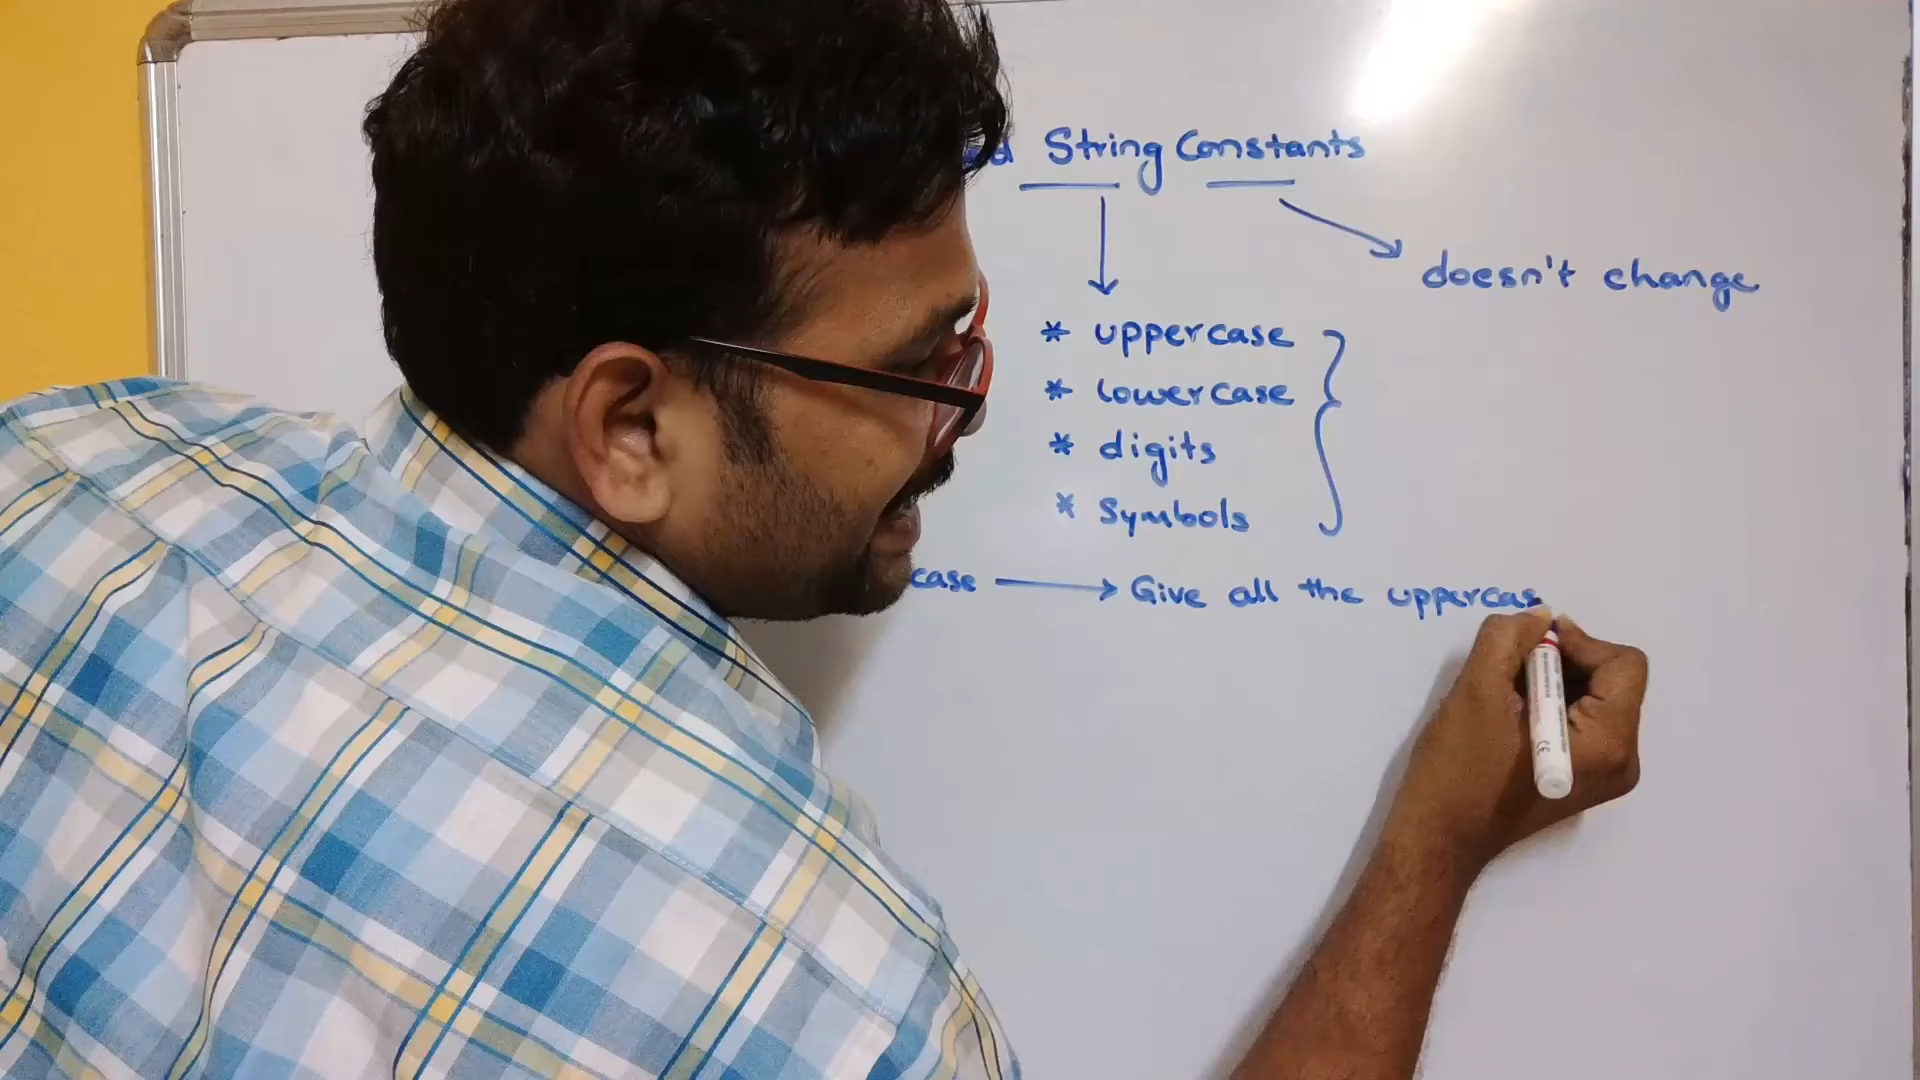 String Constants
doesn't change
* uppercase
* lowercase
* digits
* Symbols
case → Give all the uppercas